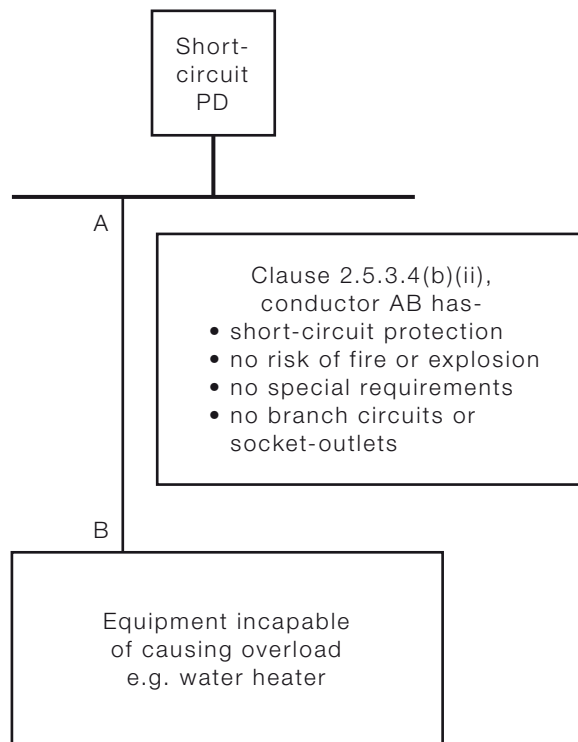 Short-
circuit
PD
A
Clause 2.5.3.4(b)(ii),
conductor AB has-
• short-circuit protection
• no risk of fire or explosion
• no special requirements
• no branch circuits or
socket-outlets
B
Equipment incapable
of causing overload
e.g. water heater